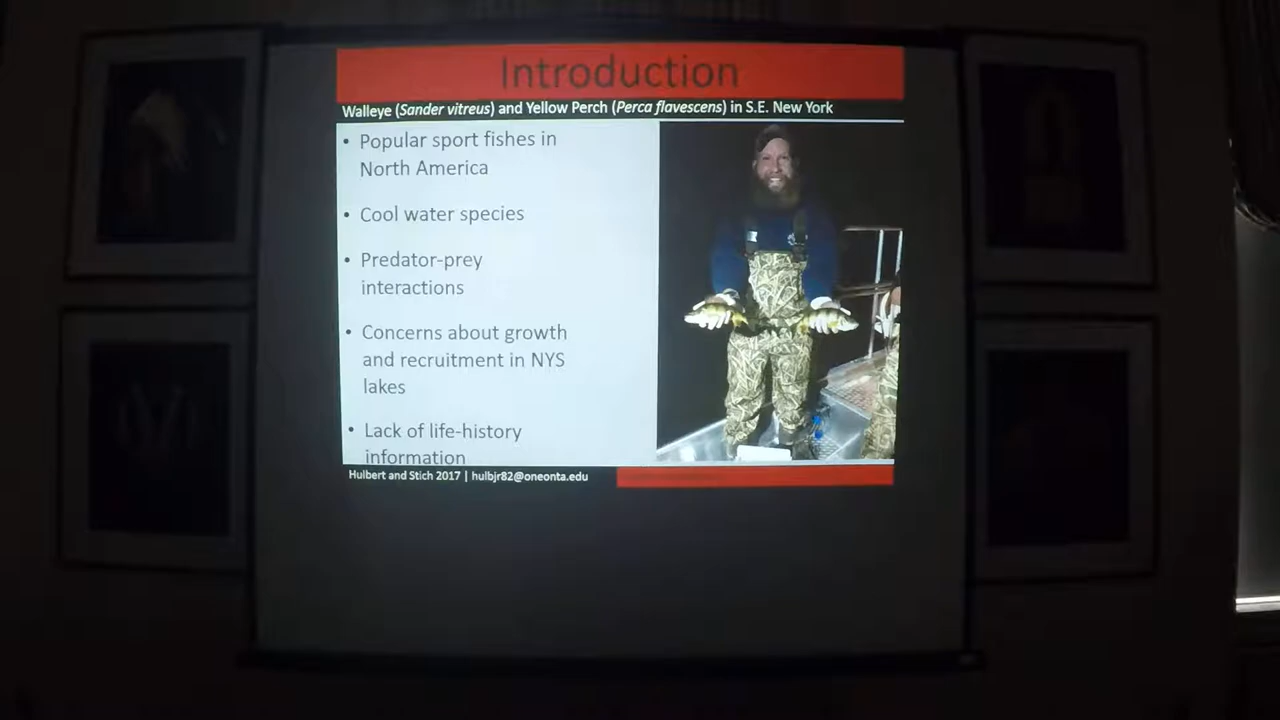 Introduction
Walleye (Sander vitreus) and Yellow Perch (Perca flavescens) in S.E. New York
• Popular sport fishes in
North America
• Cool water species
• Predator-prey
interactions
• Concerns about growth
and recruitment in NYS
lakes
• Lack of life-history
information
Hulbert and Stich 2017 | hulbjr82@oneonta.edu